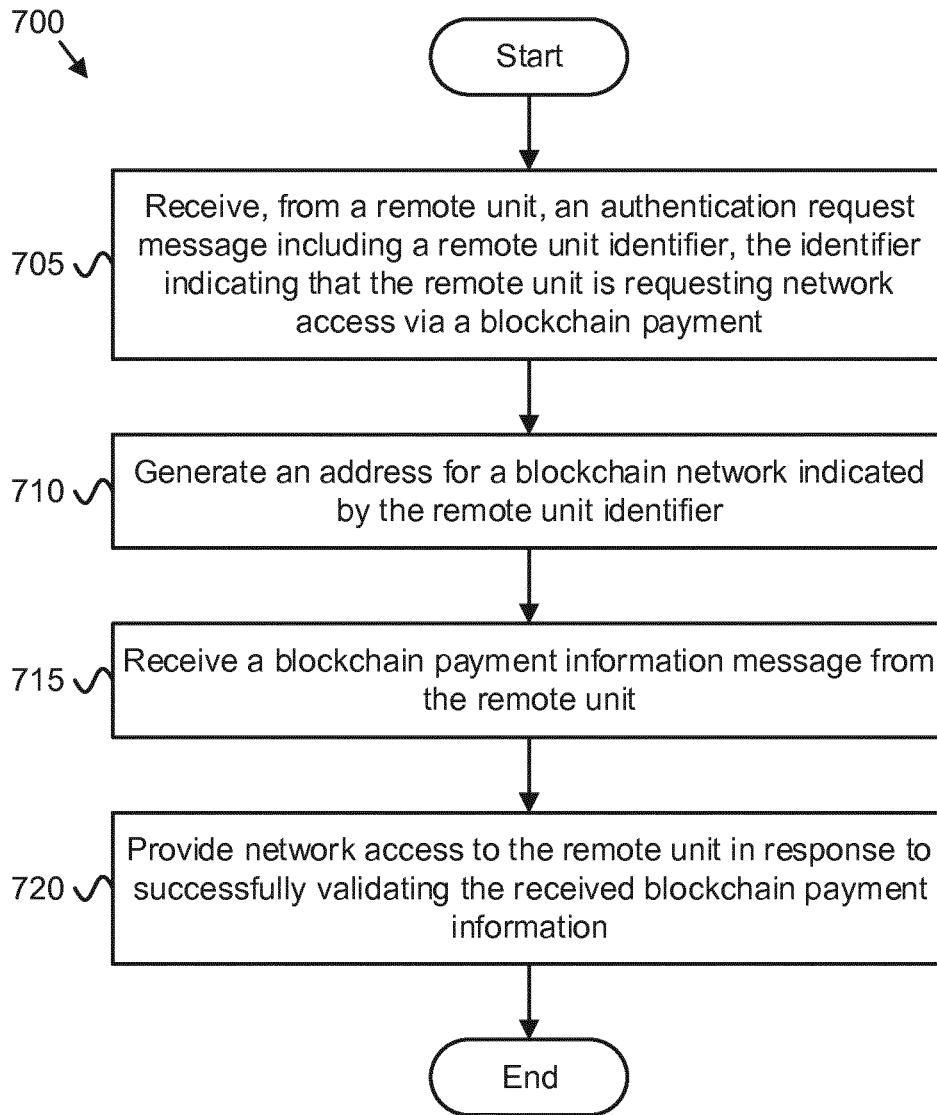 700
Start
705
Receive, from a remote unit, an authentication request
message including a remote unit identifier, the identifier
indicating that the remote unit is requesting network
access via a blockchain payment
710
Generate an address for a blockchain network indicated
by the remote unit identifier
715
Receive a blockchain payment information message from
the remote unit
720
Provide network access to the remote unit in response to
successfully validating the received blockchain payment
information
End